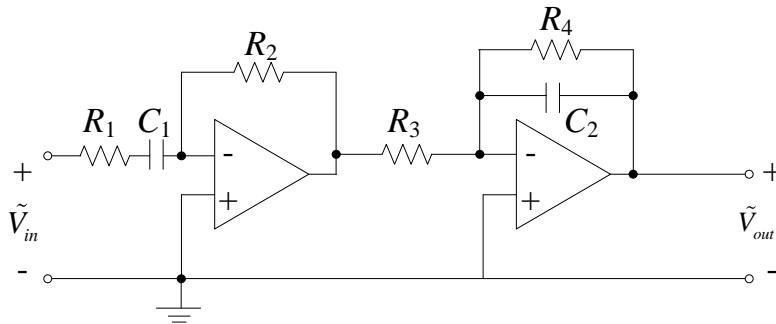 R₂
R₄
R₁ C₁
R₃
C₂
+ - - +
Ṽin + + Ṽout
- -